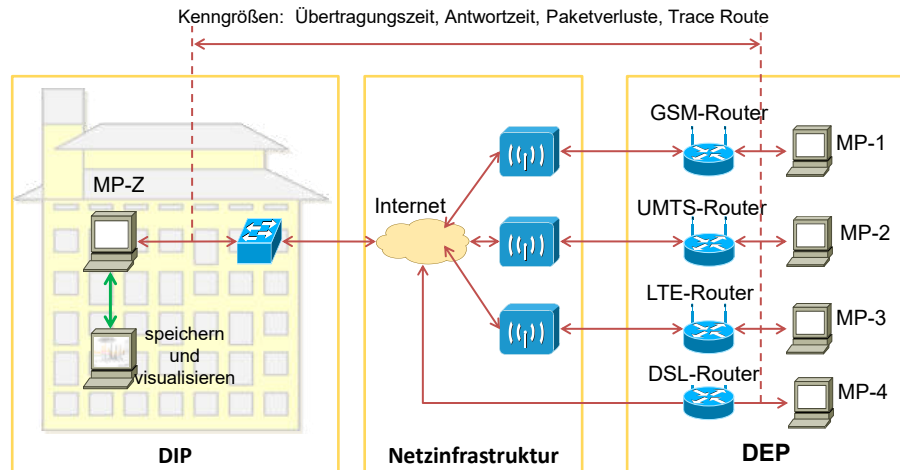 Kenngrößen: Übertragungszeit, Antwortzeit, Paketverluste, Trace Route
MP-Z
speichern
und
visualisieren
DIP
Internet
Netzinfrastruktur
GSM-Router
MP-1
UMTS-Router
MP-2
LTE-Router
MP-3
DSL-Router
MP-4
DEP